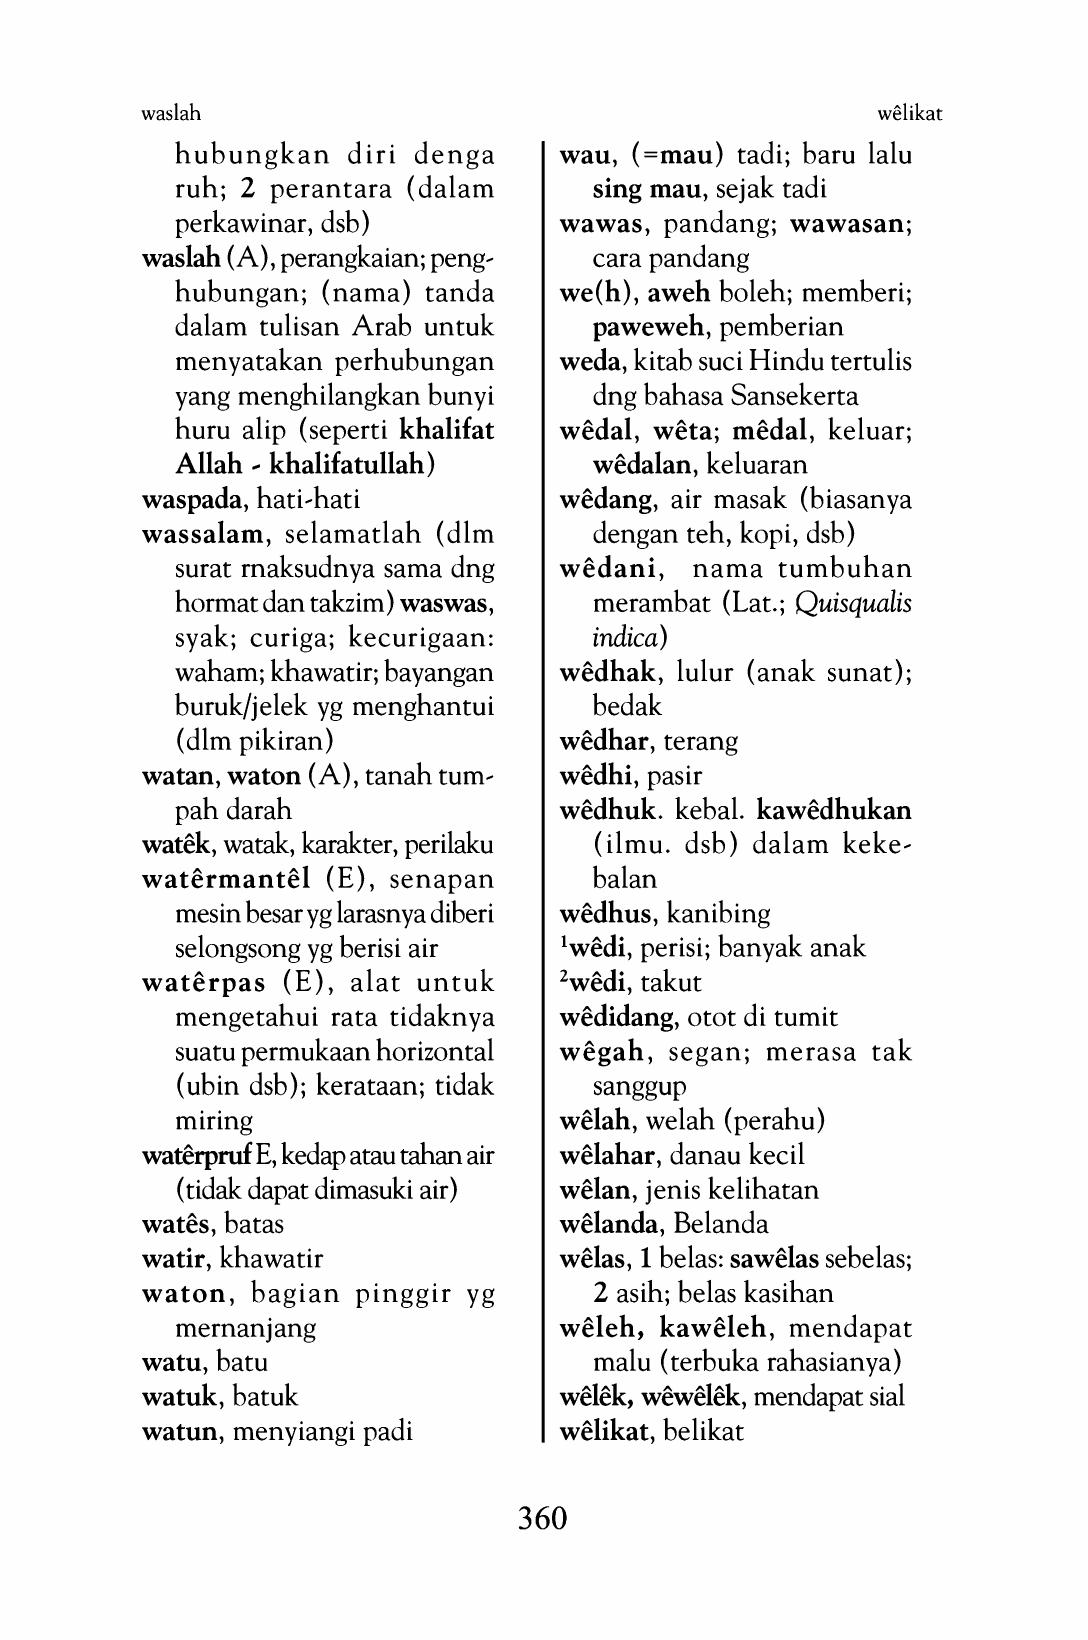 waslah
wêlikat
hubungkan diri denga
ruh; 2 perantara (dalam
perkawinar, dsb)
waslah (A), perangkaian; peng-
hubungan; (nama) tanda
dalam tulisan Arab untuk
menyatakan perhubungan
yang menghilangkan bunyi
huru alip (seperti khalifat
Allah - khalifatullah)
waspada, hati-hati
wassalam, selamatlah (dlm
surat rnaksudnya sama dng
hormat dan takzim) waswas,
syak; curiga; kecurigaan:
waham; khawatir; bayangan
buruk/jelek yg menghantui
(dlm pikiran)
watan, waton (A), tanah tum-
pah darah
watêk, watak, karakter, perilaku
watêrmantêl (E), senapan
mesin besar yg larasnya diberi
selongsong yg berisi air
watêrpas (E), alat untuk
mengetahui rata tidaknya
suatu permukaan horizontal
(ubin dsb); kerataan; tidak
miring
watêrpruf E, kedap atau tahan air
(tidak dapat dimasuki air)
watês, batas
watir, khawatir
waton, bagian pinggir yg
mernanjang
watu, batu
watuk, batuk
watun, menyiangi padi
wau, (=mau) tadi; baru lalu
sing mau, sejak tadi
wawas, pandang; wawasan;
cara pandang
we(h), aweh boleh; memberi;
paweweh, pemberian
weda, kitab suci Hindu tertulis
dng bahasa Sansekerta
wêdal, wêta; mêdal, keluar;
wêdalan, keluaran
wêdang, air masak (biasanya
dengan teh, kopi, dsb)
wêdani, nama tumbuhan
merambat (Lat.; Quisqualis
indica)
wêdhak, lulur (anak sunat);
bedak
wêdhar, terang
wêdhi, pasir
wêdhuk. kebal. kawêdhukan
(ilmu. dsb) dalam keke-
balan
wêdhus, kanibing
¹wêdi, perisi; banyak anak
²wêdi, takut
wêdidang, otot di tumit
wêgah, segan; merasa tak
sanggup
wêlah, welah (perahu)
wêlahar, danau kecil
wêlan, jenis kelihatan
wêlanda, Belanda
wêlas, 1 belas: sawêlas sebelas;
2 asih; belas kasihan
wêleh, kawêleh, mendapat
malu (terbuka rahasianya)
wêlêk, wêwêlêk, mendapat sial
wêlikat, belikat
360